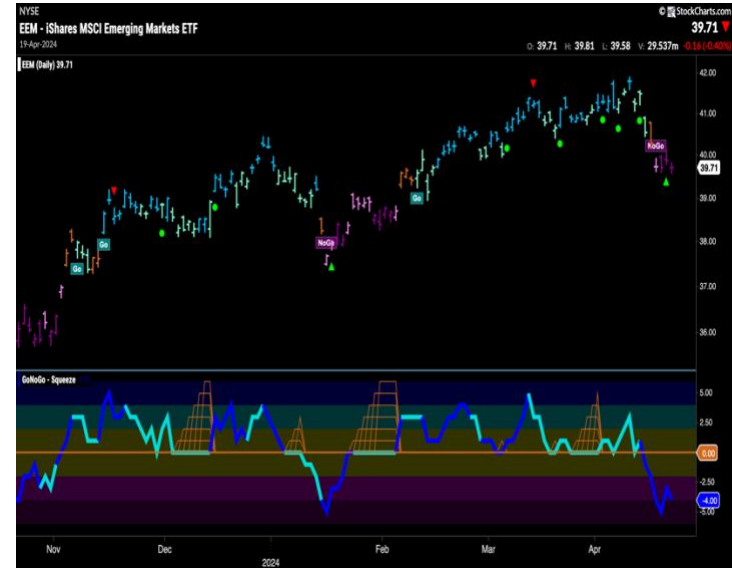 NYSE
© StockCharts.com
EEM - iShares MSCI Emerging Markets ETF
39.71
19-Apr-2024
O: 39.71 H: 39.81 L: 39.58 V: 29.537m -0.16 (-0.40%)
EEM (Daily) 39.71
42.00
41.00
40.00
39.71
39.00
38.00
37.00
36.00
NoGo
Go
Go
Go
NoGo
GoNoGo - Squeeze
5.00
2.50
0.00
-2.50
-4.00
-5.00
Nov Dec 2024 Feb Mar Apr